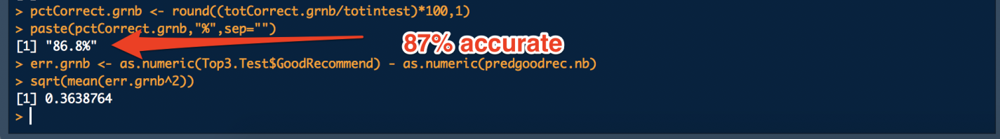 > pctCorrect.grnb <- round((totCorrect.grnb/totintest)*100,1)
> paste(pctCorrect.grnb,"%",sep="")
[1] "86.8%"
87% accurate
> err.grnb <- as.numeric(Top3.Test$GoodRecommend) - as.numeric(predgoodrec.nb)
> sqrt(mean(err.grnb^2))
[1] 0.3638764
>